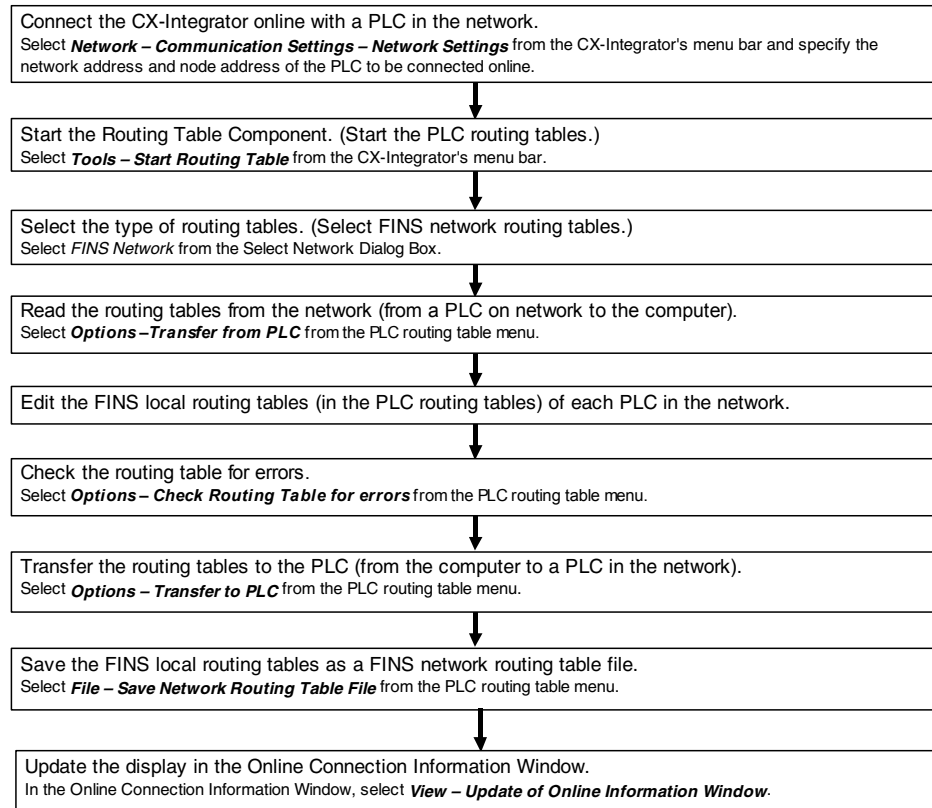 Connect the CX-Integrator online with a PLC in the network.
Select Network – Communication Settings – Network Settings from the CX-Integrator's menu bar and specify the
network address and node address of the PLC to be connected online.
Start the Routing Table Component. (Start the PLC routing tables.)
Select Tools – Start Routing Table from the CX-Integrator's menu bar.
Select the type of routing tables. (Select FINS network routing tables.)
Select FINS Network from the Select Network Dialog Box.
Read the routing tables from the network (from a PLC on network to the computer).
Select Options –Transfer from PLC from the PLC routing table menu.
Edit the FINS local routing tables (in the PLC routing tables) of each PLC in the network.
Check the routing table for errors.
Select Options – Check Routing Table for errors from the PLC routing table menu.
Transfer the routing tables to the PLC (from the computer to a PLC in the network).
Select Options – Transfer to PLC from the PLC routing table menu.
Save the FINS local routing tables as a FINS network routing table file.
Select File – Save Network Routing Table File from the PLC routing table menu.
Update the display in the Online Connection Information Window.
In the Online Connection Information Window, select View – Update of Online Information Window.